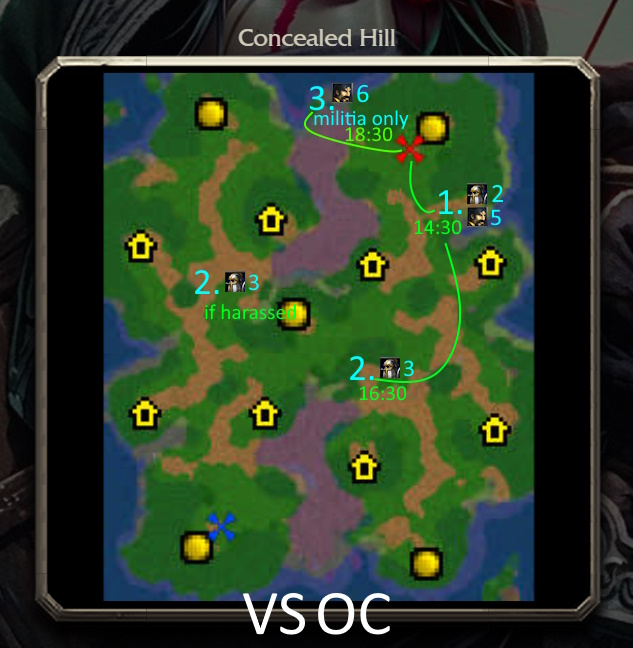 Concealed Hill
3. 6
militia only
18:30
1. 2
5
14:30
2. 3
if harassed
2. 3
16:30
VS OC